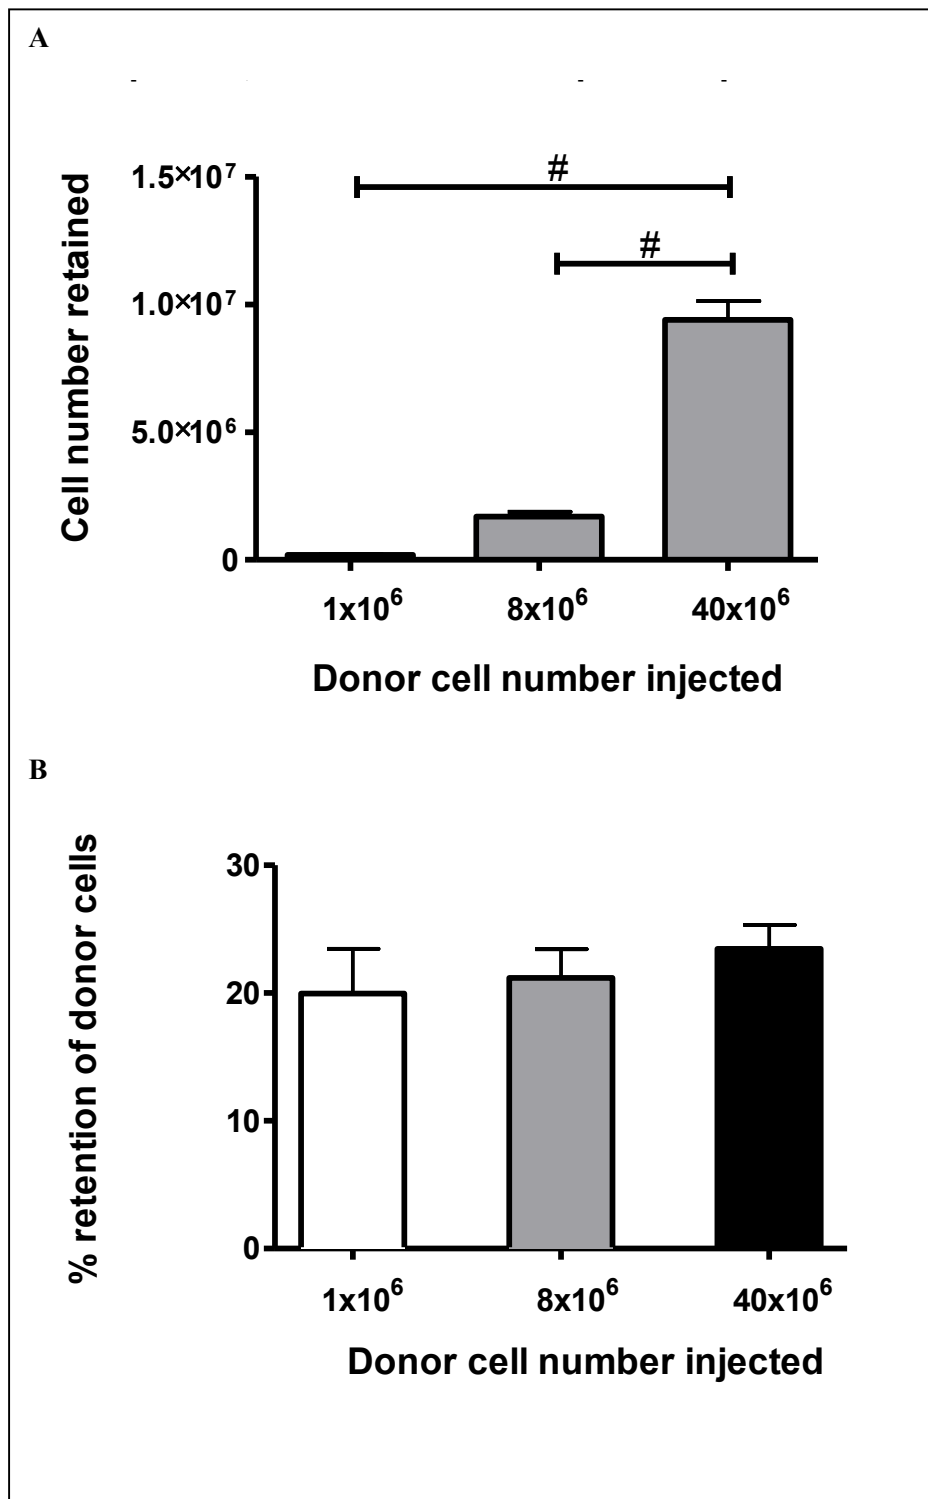 A
#
1.5×10⁷
#
1.0×10⁷
5.0×10⁶
0
Cell number retained
1x10⁶ 8x10⁶ 40x10⁶
Donor cell number injected
B
30
20
10
0
% retention of donor cells
1x10⁶ 8x10⁶ 40x10⁶
Donor cell number injected